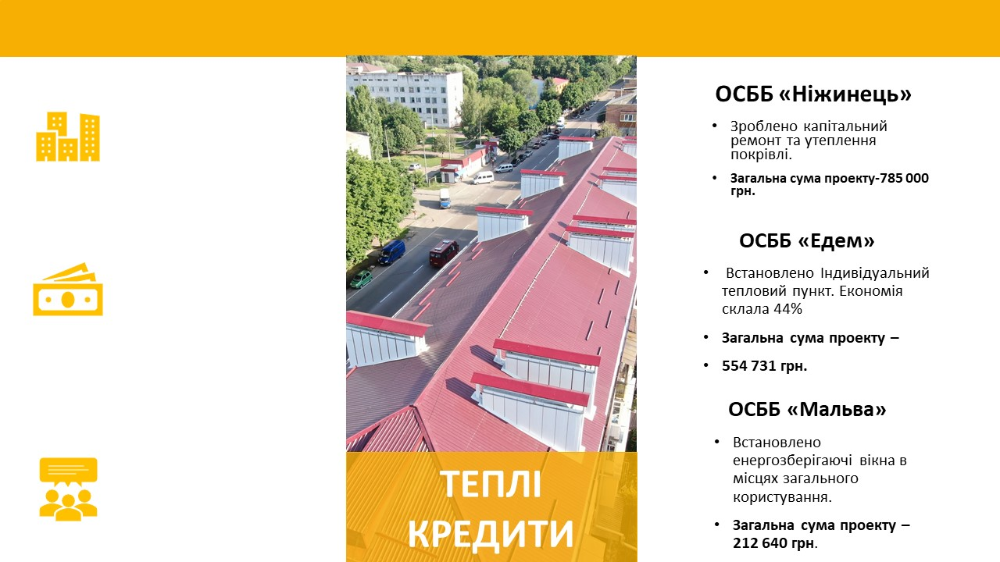 ОСББ «Ніжинець»
• Зроблено капітальний
ремонт та утеплення
покрівлі.
• Загальна сума проекту-785 000
грн.
ОСББ «Едем»
• Встановлено Індивідуальний
тепловий пункт. Економія
склала 44%
• Загальна сума проекту –
• 554 731 грн.
ОСББ «Мальва»
• Встановлено
енергозберігаючі вікна в
місцях загального
користування.
• Загальна сума проекту –
212 640 грн.
ТЕПЛІ
КРЕДИТИ